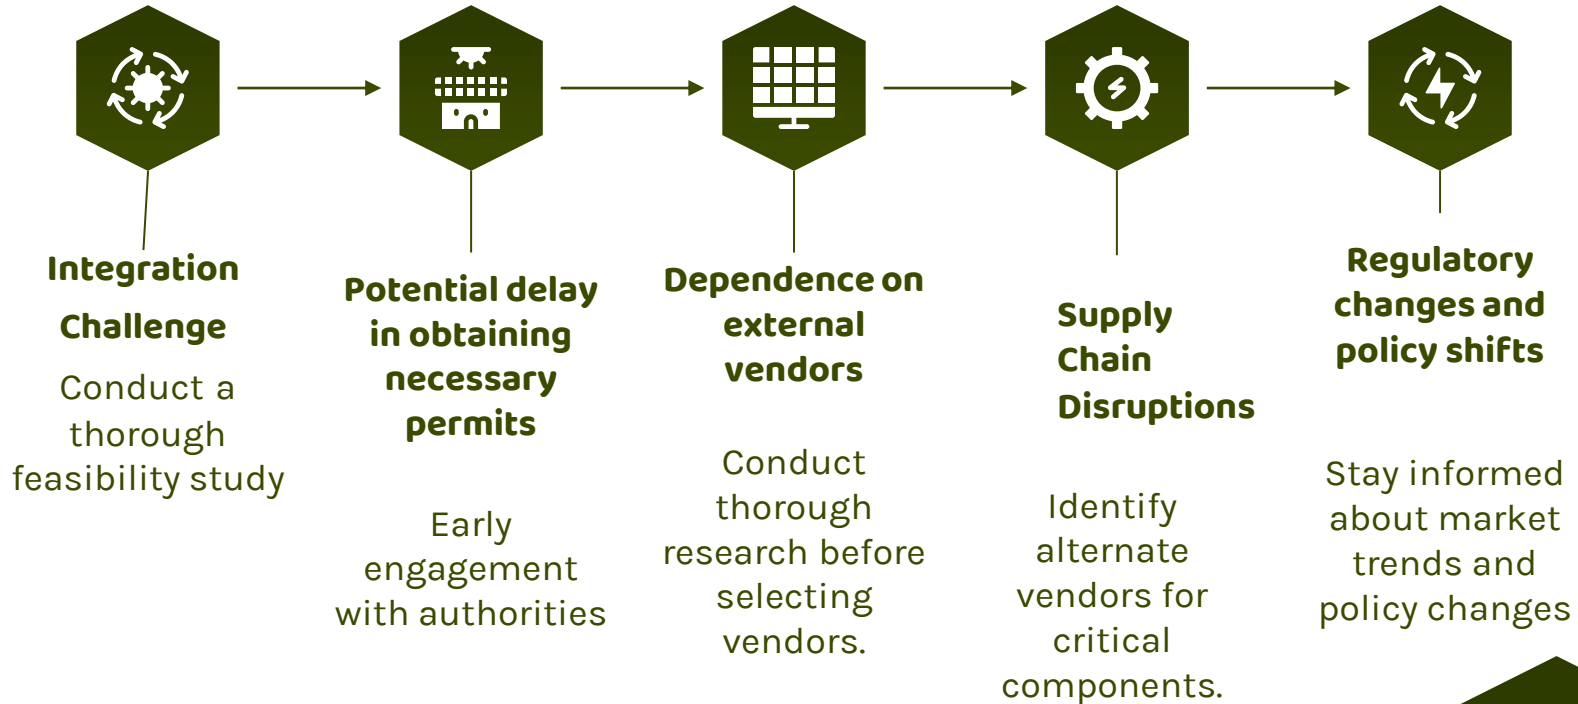 Integration
Challenge
Conduct a
thorough
feasibility study
Potential delay
in obtaining
necessary
permits
Early
engagement
with authorities
Dependence on
external
vendors
Conduct
thorough
research before
selecting
vendors.
Supply
Chain
Disruptions
Identify
alternate
vendors for
critical
components.
Regulatory
changes and
policy shifts
Stay informed
about market
trends and
policy changes